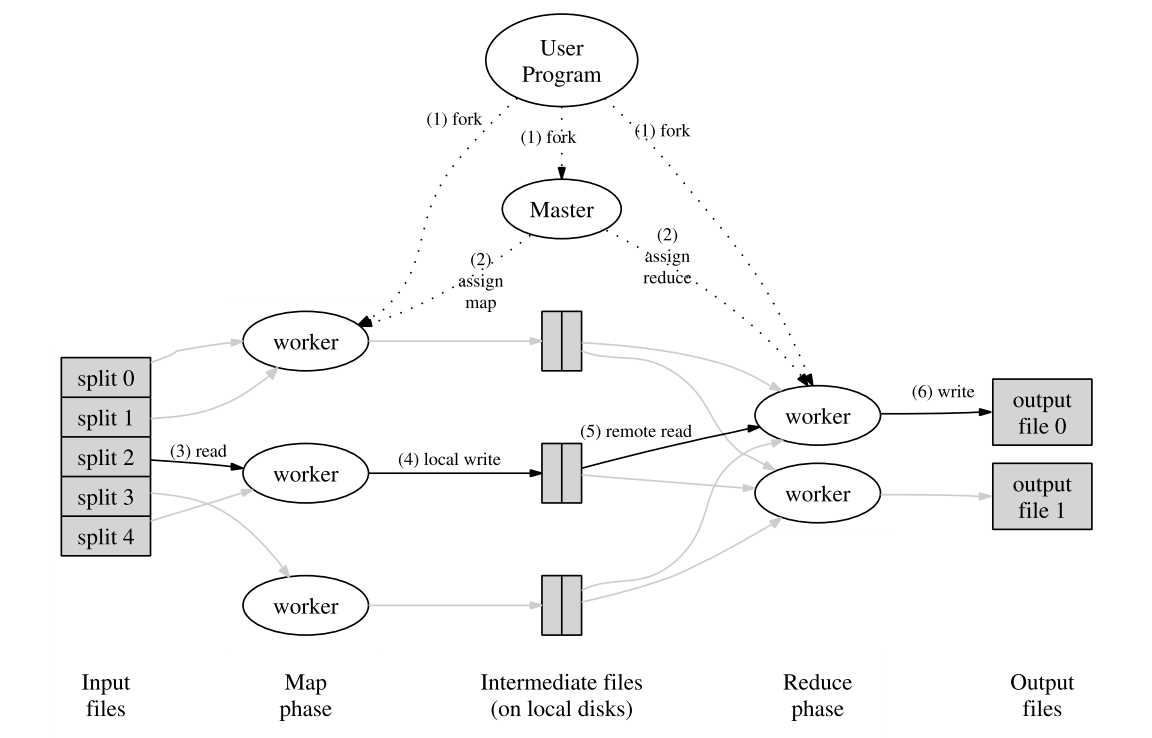 User
Program
(1) fork
(1) fork
(1) fork
Master
(2)
assign
map
(2)
assign
reduce
worker
split 0
split 1
split 2
split 3
split 4
(3) read
worker
(4) local write
(5) remote read
worker
(6) write
output
file 0
worker
output
file 1
worker
Input
files
Map
phase
Intermediate files
(on local disks)
Reduce
phase
Output
files